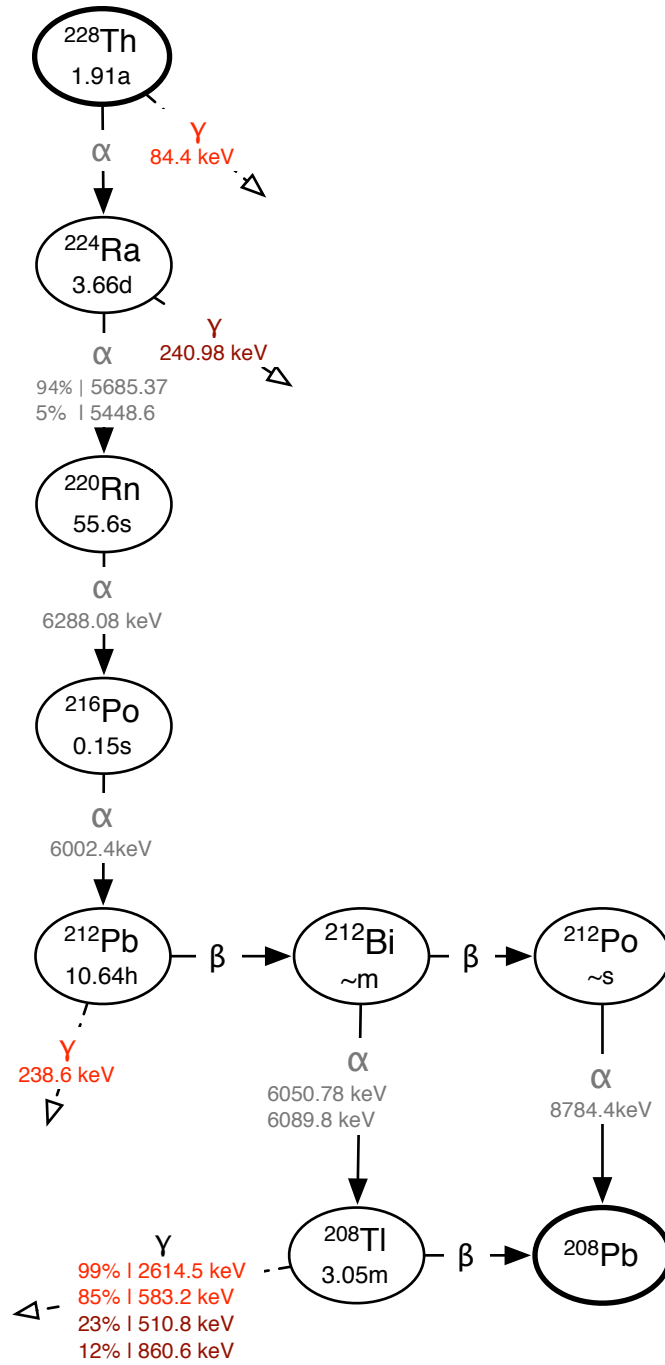 ²²⁸Th
1.91a
γ
84.4 keV
α
²²⁴Ra
3.66d
γ
240.98 keV
α
94% | 5685.37
5% | 5448.6
²²⁰Rn
55.6s
α
6288.08 keV
²¹⁶Po
0.15s
α
6002.4keV
²¹²Pb
10.64h
β
²¹²Bi
~m
β
²¹²Po
~s
γ
238.6 keV
α
6050.78 keV
6089.8 keV
α
8784.4keV
γ
99% | 2614.5 keV
85% | 583.2 keV
23% | 510.8 keV
12% | 860.6 keV
²⁰⁸Tl
3.05m
β
²⁰⁸Pb